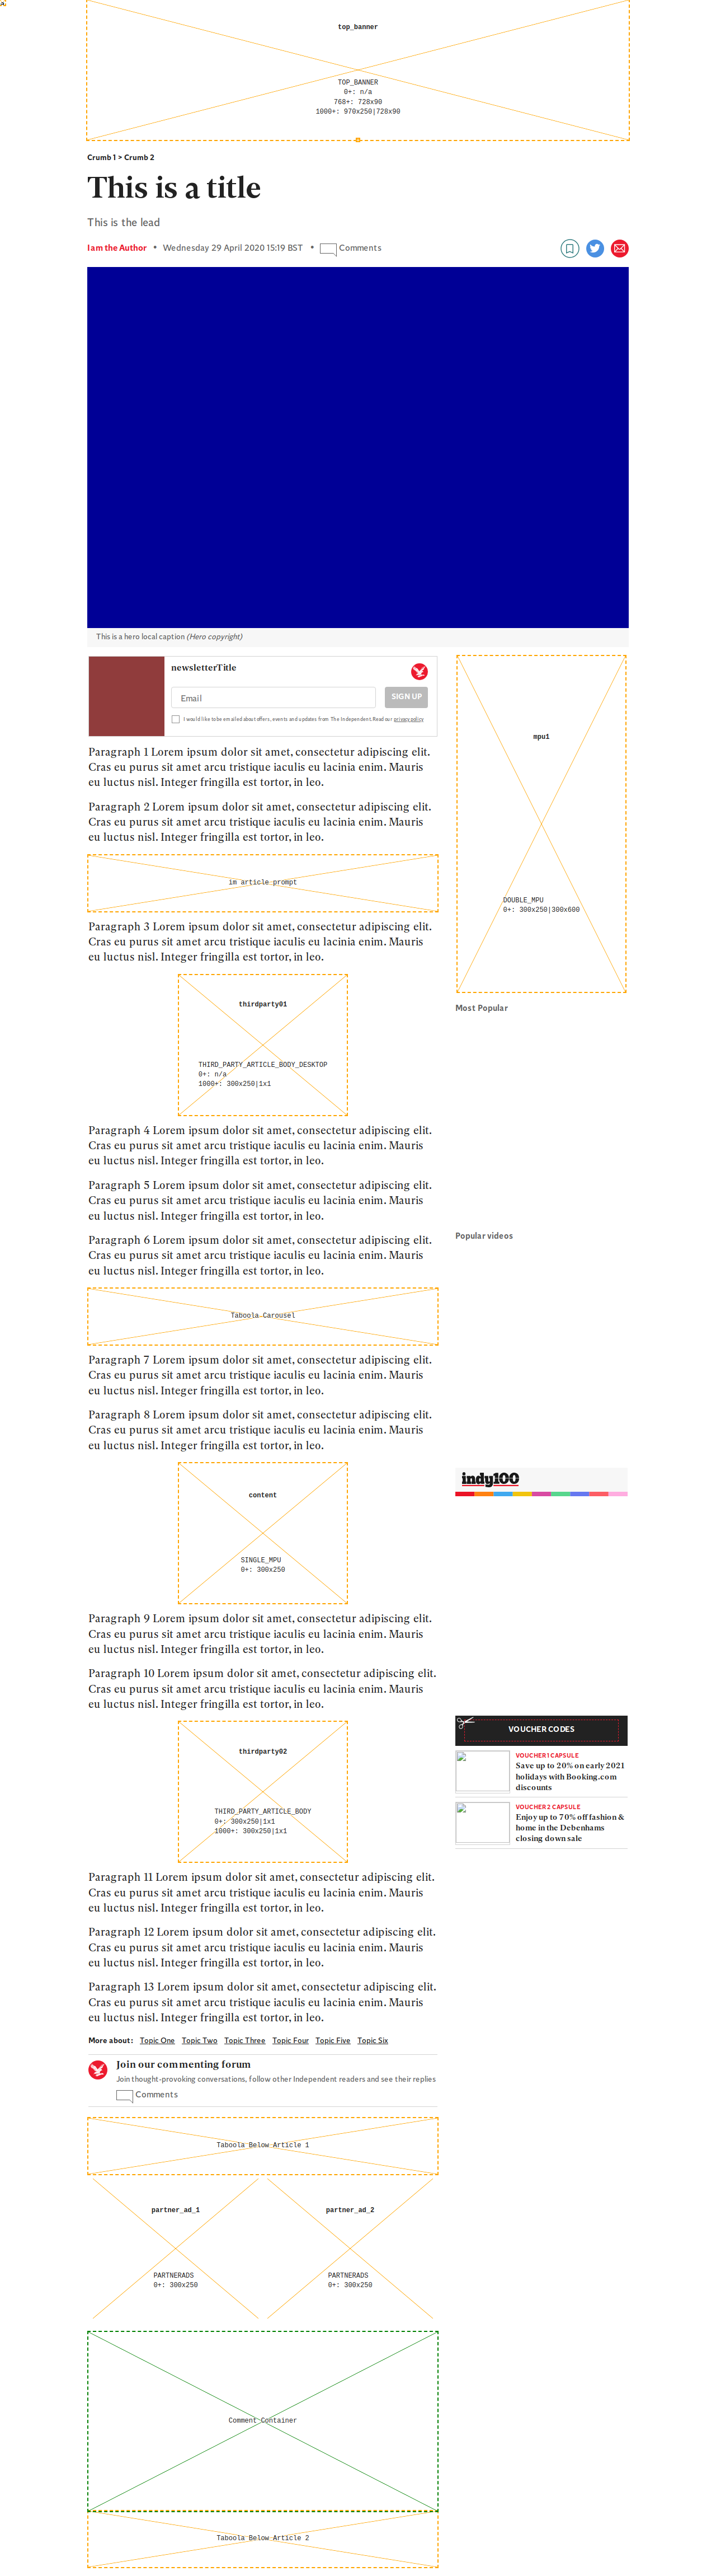 top_banner
TOP_BANNER
0+: n/a
768+: 728x90
1000+: 970x250|728x90
Crumb 1 > Crumb 2
This is a title
This is the lead
I am the Author • Wednesday 29 April 2020 15:19 BST • Comments
This is a hero local caption (Hero copyright)
newsletterTitle
Email
SIGN UP
I would like to be emailed about offers, events and updates from The Independent. Read our privacy policy
Paragraph 1 Lorem ipsum dolor sit amet, consectetur adipiscing elit.
Cras eu purus sit amet arcu tristique iaculis eu lacinia enim. Mauris
eu luctus nisl. Integer fringilla est tortor, in leo.
Paragraph 2 Lorem ipsum dolor sit amet, consectetur adipiscing elit.
Cras eu purus sit amet arcu tristique iaculis eu lacinia enim. Mauris
eu luctus nisl. Integer fringilla est tortor, in leo.
im article prompt
Paragraph 3 Lorem ipsum dolor sit amet, consectetur adipiscing elit.
Cras eu purus sit amet arcu tristique iaculis eu lacinia enim. Mauris
eu luctus nisl. Integer fringilla est tortor, in leo.
thirdparty01
THIRD_PARTY_ARTICLE_BODY_DESKTOP
0+: n/a
1000+: 300x250|1x1
Paragraph 4 Lorem ipsum dolor sit amet, consectetur adipiscing elit.
Cras eu purus sit amet arcu tristique iaculis eu lacinia enim. Mauris
eu luctus nisl. Integer fringilla est tortor, in leo.
Paragraph 5 Lorem ipsum dolor sit amet, consectetur adipiscing elit.
Cras eu purus sit amet arcu tristique iaculis eu lacinia enim. Mauris
eu luctus nisl. Integer fringilla est tortor, in leo.
Paragraph 6 Lorem ipsum dolor sit amet, consectetur adipiscing elit.
Cras eu purus sit amet arcu tristique iaculis eu lacinia enim. Mauris
eu luctus nisl. Integer fringilla est tortor, in leo.
Taboola Carousel
Paragraph 7 Lorem ipsum dolor sit amet, consectetur adipiscing elit.
Cras eu purus sit amet arcu tristique iaculis eu lacinia enim. Mauris
eu luctus nisl. Integer fringilla est tortor, in leo.
Paragraph 8 Lorem ipsum dolor sit amet, consectetur adipiscing elit.
Cras eu purus sit amet arcu tristique iaculis eu lacinia enim. Mauris
eu luctus nisl. Integer fringilla est tortor, in leo.
content
SINGLE_MPU
0+: 300x250
Paragraph 9 Lorem ipsum dolor sit amet, consectetur adipiscing elit.
Cras eu purus sit amet arcu tristique iaculis eu lacinia enim. Mauris
eu luctus nisl. Integer fringilla est tortor, in leo.
Paragraph 10 Lorem ipsum dolor sit amet, consectetur adipiscing elit.
Cras eu purus sit amet arcu tristique iaculis eu lacinia enim. Mauris
eu luctus nisl. Integer fringilla est tortor, in leo.
thirdparty02
THIRD_PARTY_ARTICLE_BODY
0+: 300x250|1x1
1000+: 300x250|1x1
Paragraph 11 Lorem ipsum dolor sit amet, consectetur adipiscing elit.
Cras eu purus sit amet arcu tristique iaculis eu lacinia enim. Mauris
eu luctus nisl. Integer fringilla est tortor, in leo.
Paragraph 12 Lorem ipsum dolor sit amet, consectetur adipiscing elit.
Cras eu purus sit amet arcu tristique iaculis eu lacinia enim. Mauris
eu luctus nisl. Integer fringilla est tortor, in leo.
Paragraph 13 Lorem ipsum dolor sit amet, consectetur adipiscing elit.
Cras eu purus sit amet arcu tristique iaculis eu lacinia enim. Mauris
eu luctus nisl. Integer fringilla est tortor, in leo.
More about: Topic One Topic Two Topic Three Topic Four Topic Five Topic Six
Join our commenting forum
Join thought-provoking conversations, follow other Independent readers and see their replies
Comments
Taboola Below Article 1
partner_ad_1
PARTNERADS
0+: 300x250
partner_ad_2
PARTNERADS
0+: 300x250
Comment Container
Taboola Below Article 2
mpu1
DOUBLE_MPU
0+: 300x250|300x600
Most Popular
Popular videos
indy100
VOUCHER CODES
VOUCHER1 CAPSULE
Save up to 20% on early 2021
holidays with Booking.com
discounts
VOUCHER2 CAPSULE
Enjoy up to 70% off fashion &
home in the Debenhams
closing down sale